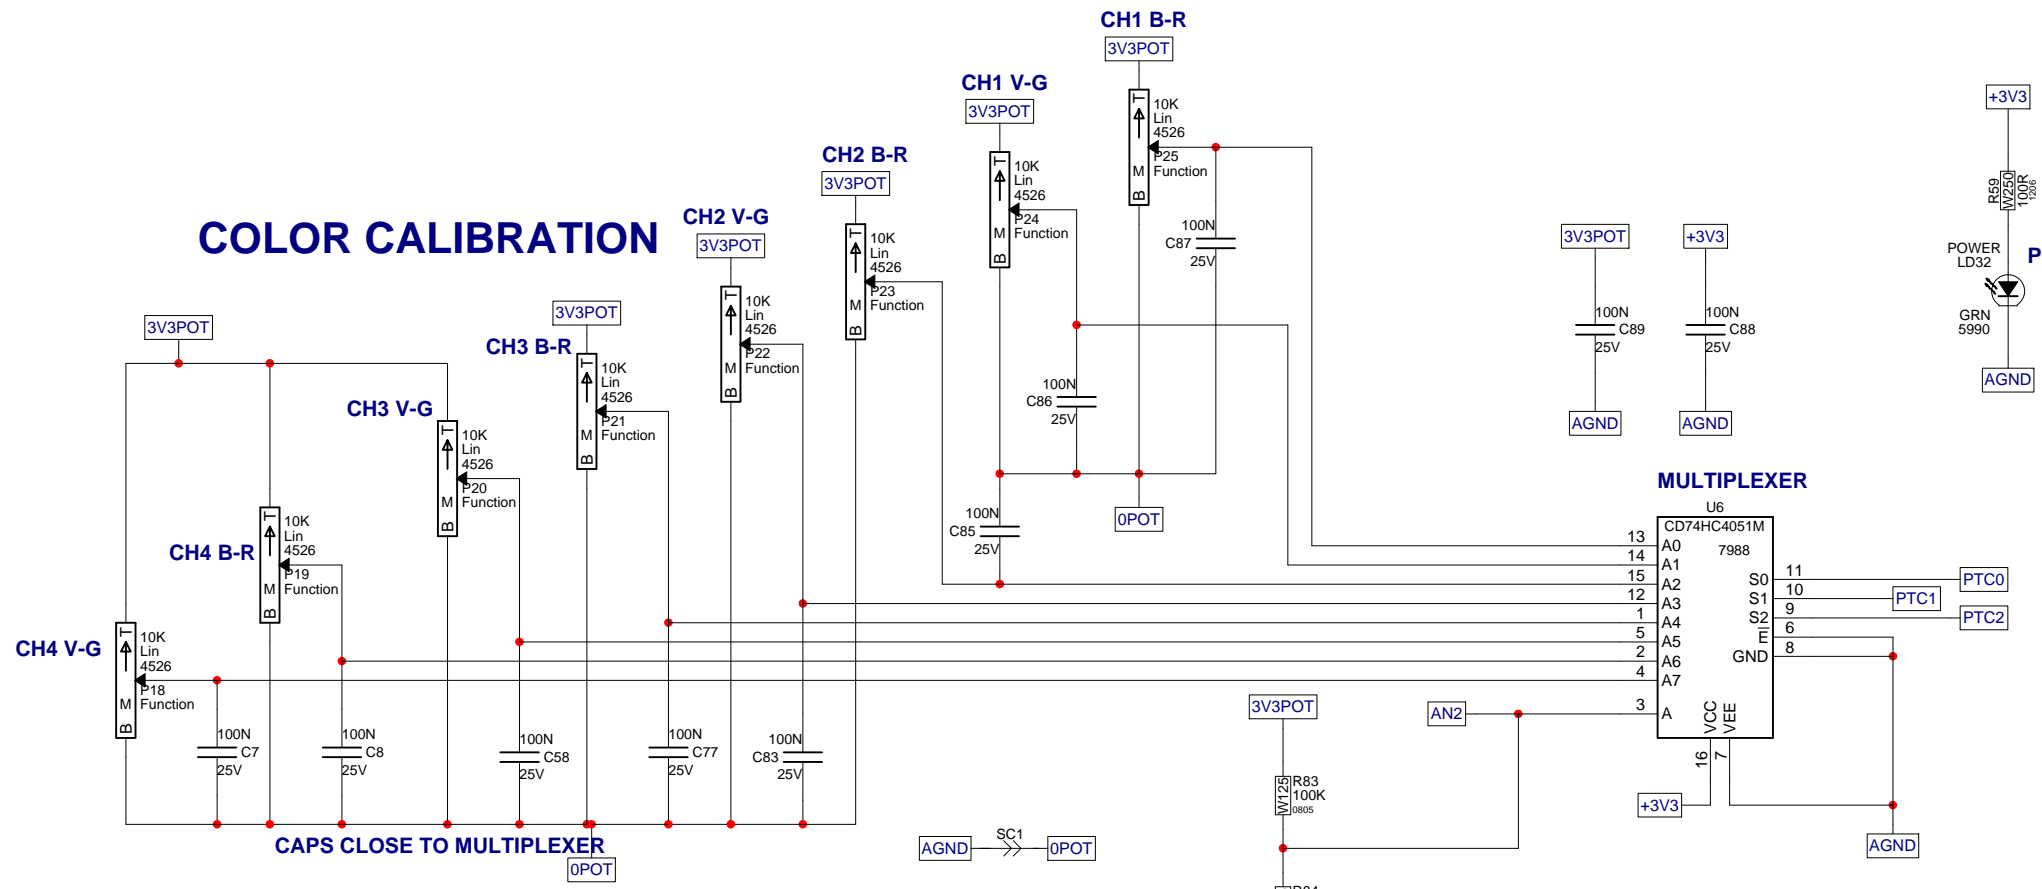 CH1 B-R
3V3POT
10K
Lin
4526
P25
Function
T
M
B
CH1 V-G
3V3POT
10K
Lin
4526
P24
Function
T
M
B
CH2 B-R
3V3POT
10K
Lin
4526
P23
Function
T
M
B
CH2 V-G
3V3POT
10K
Lin
4526
P22
Function
T
M
B
COLOR CALIBRATION
3V3POT
CH3 B-R
3V3POT
10K
Lin
4526
P21
Function
T
M
B
CH3 V-G
10K
Lin
4526
P20
Function
T
M
B
CH4 B-R
10K
Lin
4526
P19
Function
T
M
B
CH4 V-G
10K
Lin
4526
P18
Function
T
M
B
100N
C87
25V
100N
C86
25V
100N
C85
25V
0POT
100N
C7
25V
100N
C8
25V
100N
C58
25V
100N
C77
25V
100N
C83
25V
CAPS CLOSE TO MULTIPLEXER
0POT
AGND
SC1
0POT
3V3POT
R83
100K
0805
W125
AN2
3V3POT
100N
C89
25V
AGND
+3V3
100N
C88
25V
AGND
+3V3
R59
W250
100R
1206
POWER
LD32
P
GRN
5990
AGND
MULTIPLEXER
U6
CD74HC4051M
7988
13 A0
14 A1
15 A2
12 A3
1 A4
5 A5
2 A6
4 A7
3 A
S0 11
S1 10
S2 9
E 6
GND 8
VCC 16
VEE 7
PTC0
PTC1
PTC2
+3V3
AGND